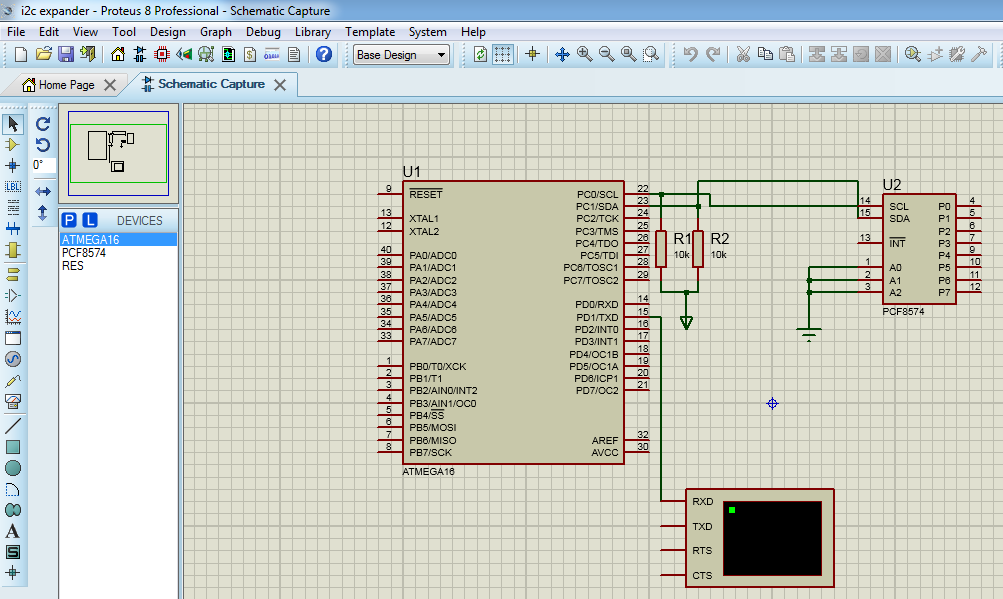 i2c expander - Proteus 8 Professional - Schematic Capture
File Edit View Tool Design Graph Debug Library Template System Help
Base Design
Home Page
Schematic Capture
0°
LBL
P L DEVICES
ATMEGA16
PCF8574
RES
A
S
U1
9 RESET
13 XTAL1
12 XTAL2
40 PA0/ADC0
39 PA1/ADC1
38 PA2/ADC2
37 PA3/ADC3
36 PA4/ADC4
35 PA5/ADC5
34 PA6/ADC6
33 PA7/ADC7
1 PB0/T0/XCK
2 PB1/T1
3 PB2/AIN0/INT2
4 PB3/AIN1/OC0
5 PB4/SS
6 PB5/MOSI
7 PB6/MISO
8 PB7/SCK
PC0/SCL 22
PC1/SDA 23
PC2/TCK 24
PC3/TMS 25
PC4/TDO 26
PC5/TDI 27
PC6/TOSC1 28
PC7/TOSC2 29
PD0/RXD 14
PD1/TXD 15
PD2/INT0 16
PD3/INT1 17
PD4/OC1B 18
PD5/OC1A 19
PD6/ICP1 20
PD7/OC2 21
AREF 32
AVCC 30
ATMEGA16
R1
10k
R2
10k
U2
14 SCL
15 SDA
13 INT
1 A0
2 A1
3 A2
P0 4
P1 5
P2 6
P3 7
P4 9
P5 10
P6 11
P7 12
PCF8574
RXD
TXD
RTS
CTS